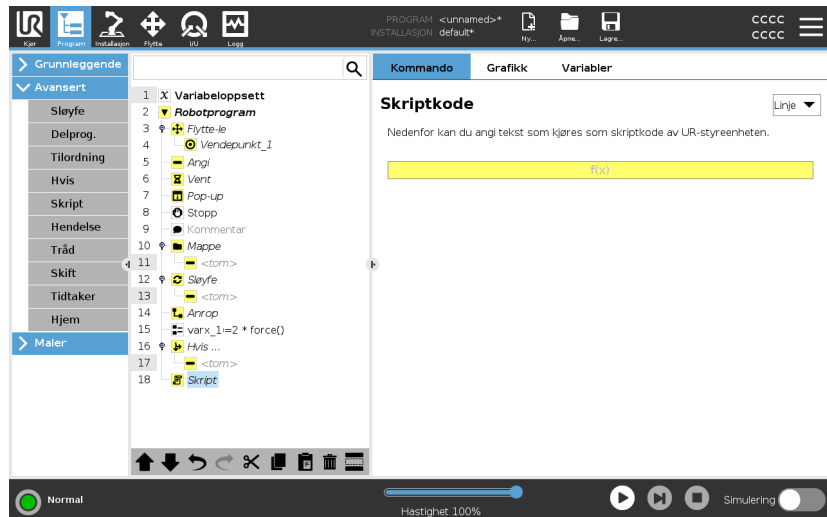 UR
Kjør
Program
Installasjon
Flytte
I/U
Logg
PROGRAM <unnamed>*
INSTALLASJON default*
Ny...
Åpne...
Lagre...
cccc
cccc
Grunnleggende
Avansert
Sløyfe
Delprog.
Tilordning
Hvis
Skript
Hendelse
Tråd
Skift
Tidtaker
Hjem
Maler
1 X Variabeloppsett
2 Robotprogram
3 Flytte-le
4 Vendepunkt_1
5 Angi
6 Vent
7 Pop-up
8 Stopp
9 Kommentar
10 Mappe
11 <tom>
12 Sløyfe
13 <tom>
14 Anrop
15 varx_1≔2 * force()
16 Hvis ...
17 <tom>
18 Skript
Kommando Grafikk Variabler
Skriptkode
Linje
Nedenfor kan du angi tekst som kjøres som skriptkode av UR-styreenheten.
f(x)
Normal
Hastighet 100%
Simulering